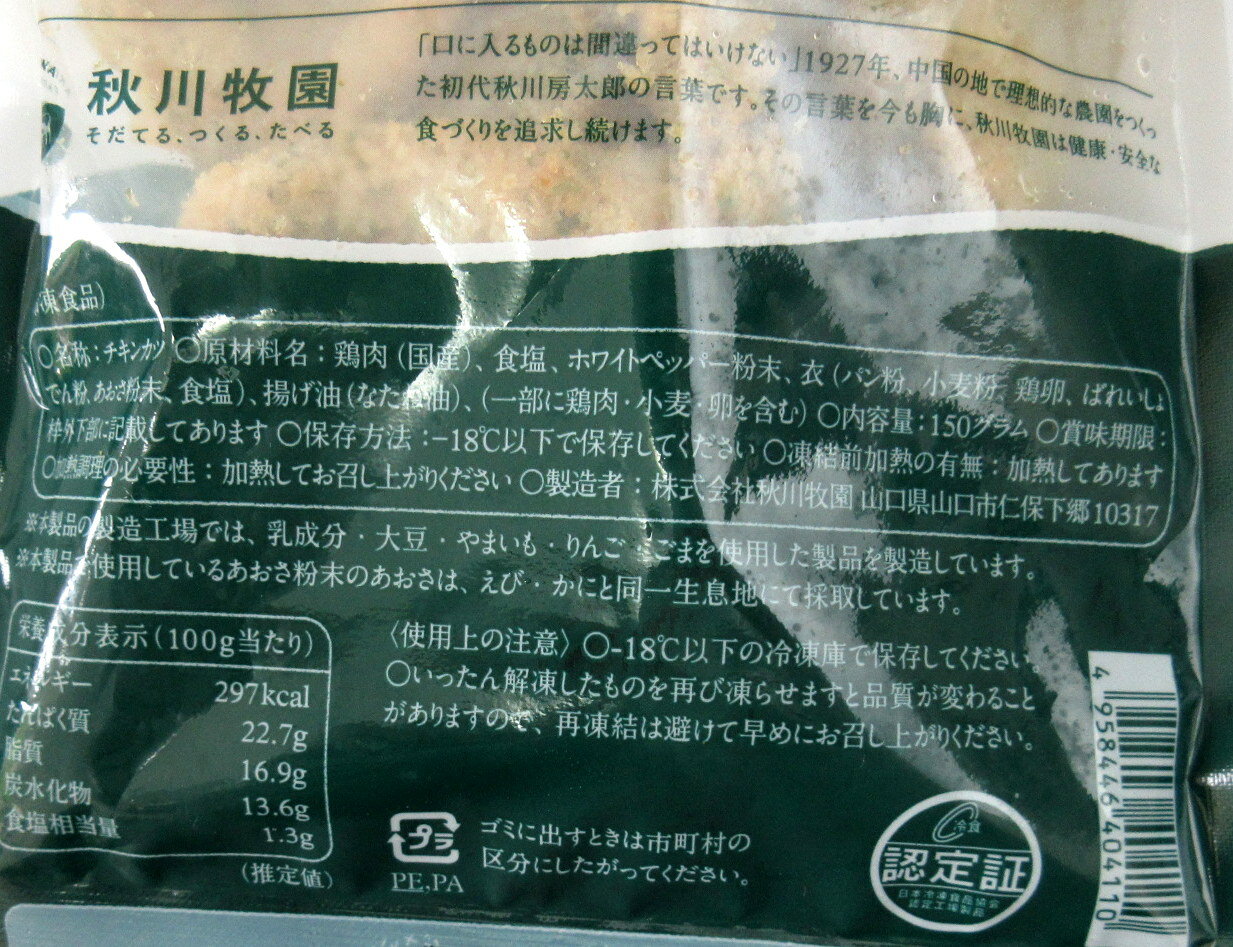 秋川牧園
そだてる、つくる、たべる
「口に入るものは間違ってはいけない」1927年、中国の地で理想的な農園をつくっ
た初代秋川房太郎の言葉です。その言葉を今も胸に、秋川牧園は健康・安全な
食づくりを追求し続けます。
凍食品)
○名称：チキンカツ ○原材料名：鶏肉（国産）、食塩、ホワイトペッパー粉末、衣（パン粉、小麦粉、鶏卵、ばれいしょ
でん粉、あおさ粉末、食塩）、揚げ油（なたね油）、（一部に鶏肉・小麦・卵を含む）○内容量：150グラム ○賞味期限：
枠外下部に記載してあります ○保存方法：-18℃以下で保存してください ○凍結前加熱の有無：加熱してあります
○加熱調理の必要性：加熱してお召し上がりください ○製造者：株式会社秋川牧園 山口県山口市仁保下郷10317
※本製品の製造工場では、乳成分・大豆・やまいも・りんご・ごまを使用した製品を製造しています。
※本製品で使用しているあおさ粉末のあおさは、えび・かにと同一生息地にて採取しています。
栄養成分表示（100g当たり）
エネルギー 297kcal
たんぱく質 22.7g
脂質 16.9g
炭水化物 13.6g
食塩相当量 1.3g
（推定値）
〈使用上の注意〉○-18℃以下の冷凍庫で保存してください
○いったん解凍したものを再び凍らせますと品質が変わること
がありますので、再凍結は避けて早めにお召し上がりください。
プラ
PE,PA
ゴミに出すときは市町村の
区分にしたがってください。
冷食
認定証
日本冷凍食品協会
認定工場製品
4 958446 404110